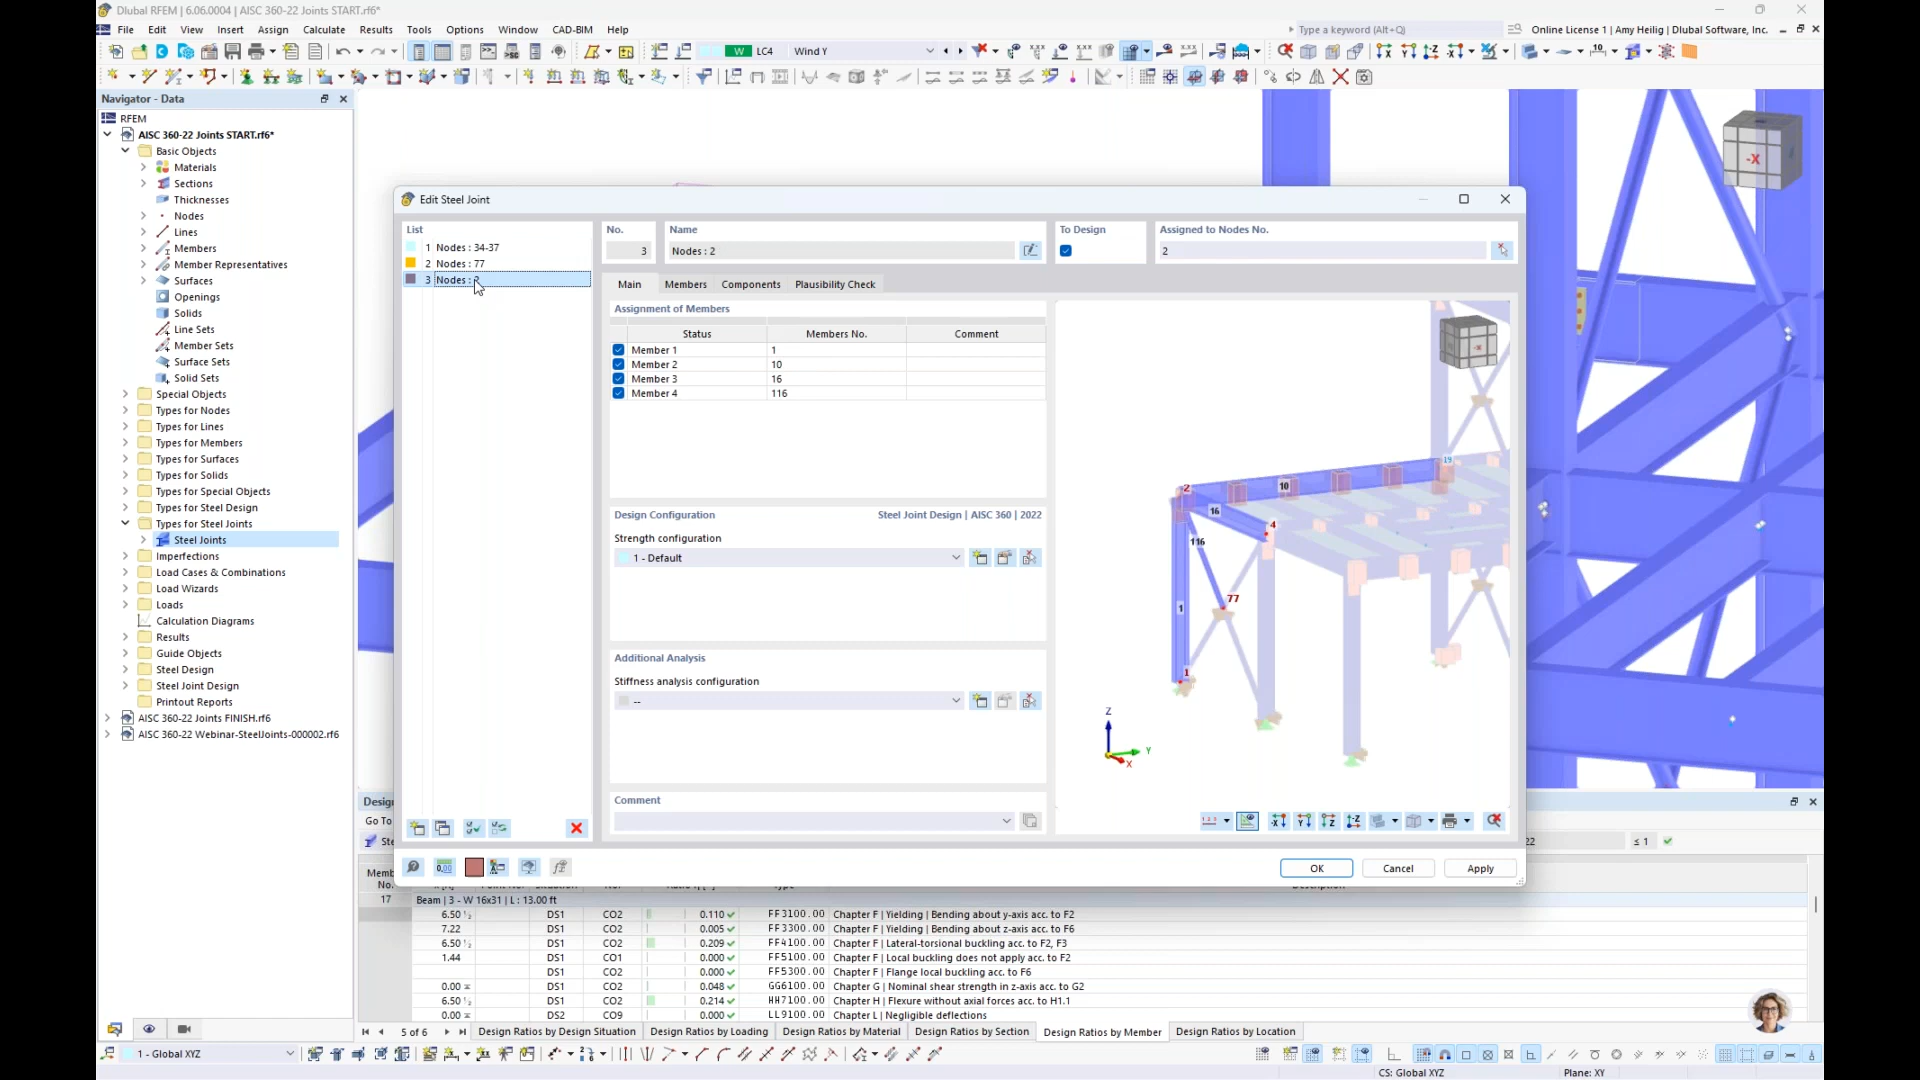 Dlubal RFEM | 6.06.0004 | AISC 360-22 Joints START.rf6*
File Edit View Insert Assign Calculate Results Tools Options Window CAD-BIM Help
Type a keyword (Alt+Q)
Online License 1 | Amy Heilig | Dlubal Software, Inc.
W LC4 Wind Y
Navigator - Data
RFEM
AISC 360-22 Joints START.rf6*
Basic Objects
Materials
Sections
Thicknesses
Nodes
Lines
Members
Member Representatives
Surfaces
Openings
Solids
Line Sets
Member Sets
Surface Sets
Solid Sets
Special Objects
Types for Nodes
Types for Lines
Types for Members
Types for Surfaces
Types for Solids
Types for Special Objects
Types for Steel Design
Types for Steel Joints
Steel Joints
Imperfections
Load Cases & Combinations
Load Wizards
Loads
Calculation Diagrams
Results
Guide Objects
Steel Design
Steel Joint Design
Printout Reports
AISC 360-22 Joints FINISH.rf6
AISC 360-22 Webinar-SteelJoints-000002.rf6
1 - Global XYZ
-X
Edit Steel Joint
List
1 Nodes : 34-37
2 Nodes : 77
3 Nodes : 2
No.
3
Name
Nodes : 2
To Design
Assigned to Nodes No.
2
Main Members Components Plausibility Check
Assignment of Members
Status Members No. Comment
Member 1 1
Member 2 10
Member 3 16
Member 4 116
Design Configuration Steel Joint Design | AISC 360 | 2022
Strength configuration
1 - Default
Additional Analysis
Stiffness analysis configuration
--
Comment
-X
2
10
19
16
4
116
77
1
1
Z
Y
X
OK Cancel Apply
Desig
Go To
Ste
22 ≤ 1
Memb
No.
17 Beam | 3 - W 16x31 | L : 13.00 ft
6.50 DS1 CO2 0.110 FF3100.00 Chapter F | Yielding | Bending about y-axis acc. to F2
7.22 DS1 CO2 0.005 FF3300.00 Chapter F | Yielding | Bending about z-axis acc. to F6
6.50 DS1 CO2 0.209 FF4100.00 Chapter F | Lateral-torsional buckling acc. to F2, F3
1.44 DS1 CO1 0.000 FF5100.00 Chapter F | Local buckling does not apply acc. to F2
DS1 CO2 0.000 FF5300.00 Chapter F | Flange local buckling acc. to F6
0.00 DS1 CO2 0.048 GG6100.00 Chapter G | Nominal shear strength in z-axis acc. to G2
6.50 DS1 CO2 0.214 HH7100.00 Chapter H | Flexure without axial forces acc. to H1.1
0.00 DS2 CO9 0.000 LL9100.00 Chapter L | Negligible deflections
5 of 6 Design Ratios by Design Situation Design Ratios by Loading Design Ratios by Material Design Ratios by Section Design Ratios by Member Design Ratios by Location
CS: Global XYZ Plane: XY